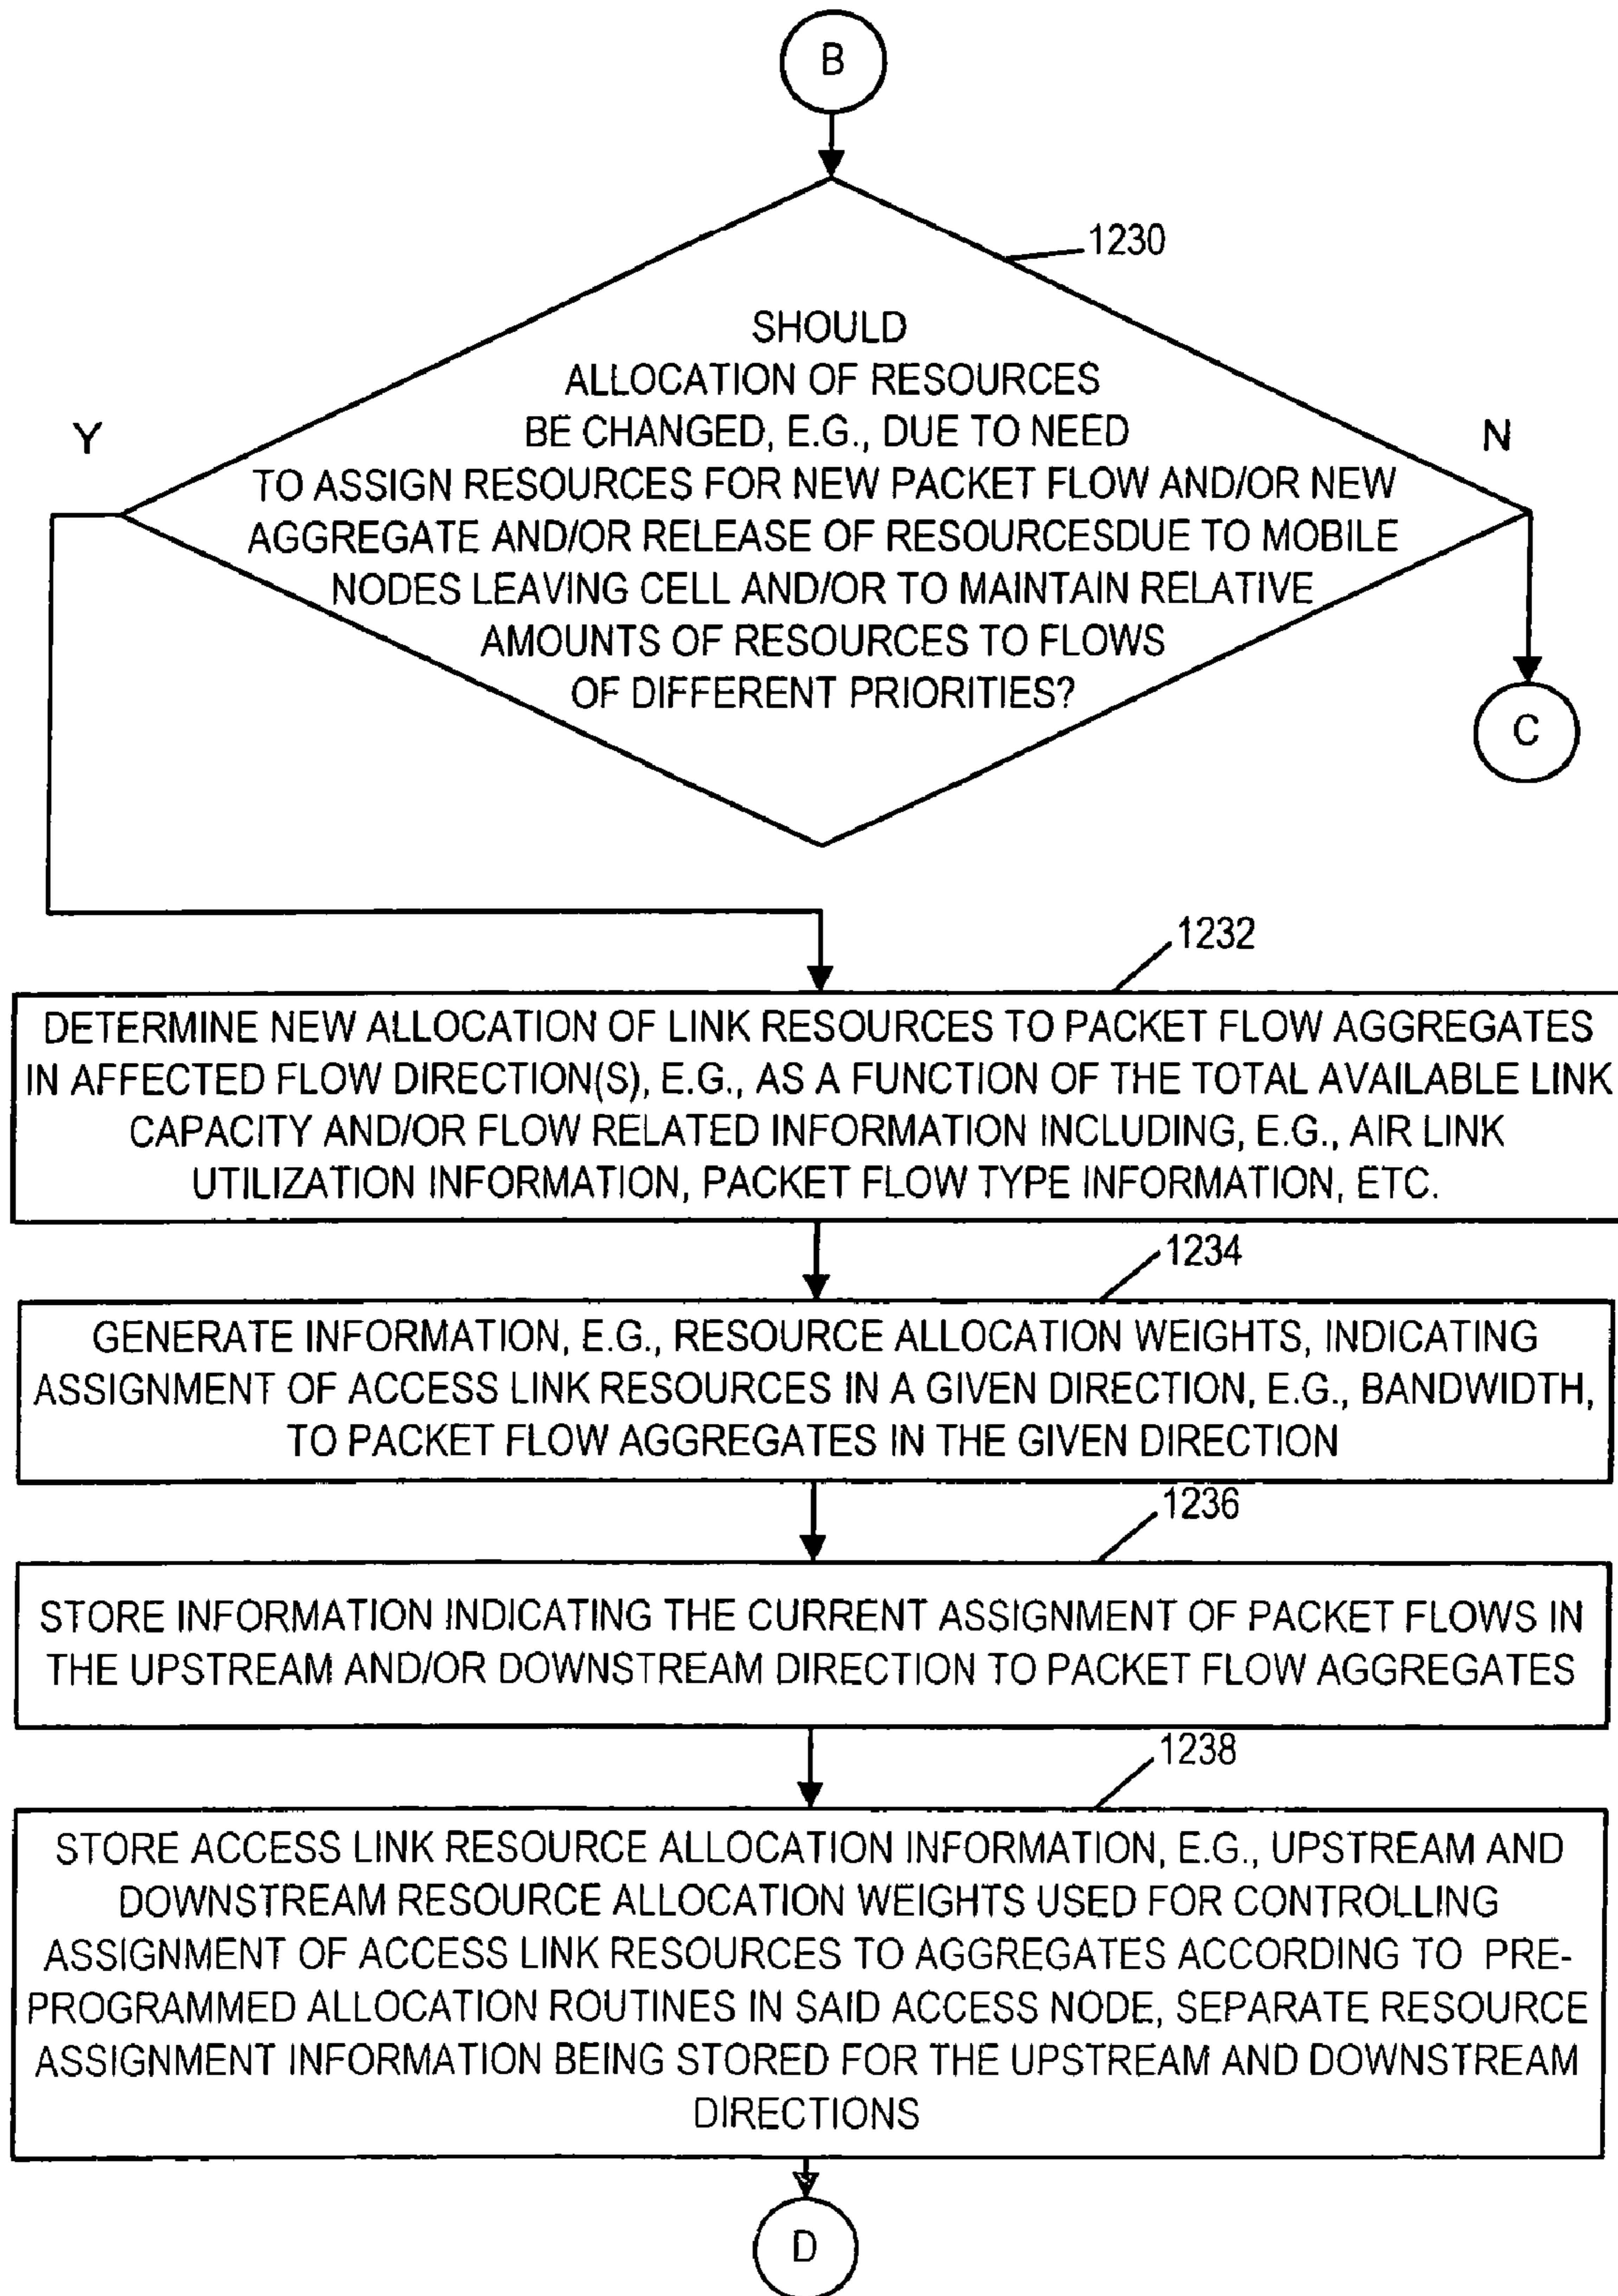 B
1230
SHOULD
ALLOCATION OF RESOURCES
BE CHANGED, E.G., DUE TO NEED
TO ASSIGN RESOURCES FOR NEW PACKET FLOW AND/OR NEW
AGGREGATE AND/OR RELEASE OF RESOURCESDUE TO MOBILE
NODES LEAVING CELL AND/OR TO MAINTAIN RELATIVE
AMOUNTS OF RESOURCES TO FLOWS
OF DIFFERENT PRIORITIES?
Y
N
C
1232
DETERMINE NEW ALLOCATION OF LINK RESOURCES TO PACKET FLOW AGGREGATES
IN AFFECTED FLOW DIRECTION(S), E.G., AS A FUNCTION OF THE TOTAL AVAILABLE LINK
CAPACITY AND/OR FLOW RELATED INFORMATION INCLUDING, E.G., AIR LINK
UTILIZATION INFORMATION, PACKET FLOW TYPE INFORMATION, ETC.
1234
GENERATE INFORMATION, E.G., RESOURCE ALLOCATION WEIGHTS, INDICATING
ASSIGNMENT OF ACCESS LINK RESOURCES IN A GIVEN DIRECTION, E.G., BANDWIDTH,
TO PACKET FLOW AGGREGATES IN THE GIVEN DIRECTION
1236
STORE INFORMATION INDICATING THE CURRENT ASSIGNMENT OF PACKET FLOWS IN
THE UPSTREAM AND/OR DOWNSTREAM DIRECTION TO PACKET FLOW AGGREGATES
1238
STORE ACCESS LINK RESOURCE ALLOCATION INFORMATION, E.G., UPSTREAM AND
DOWNSTREAM RESOURCE ALLOCATION WEIGHTS USED FOR CONTROLLING
ASSIGNMENT OF ACCESS LINK RESOURCES TO AGGREGATES ACCORDING TO PRE-
PROGRAMMED ALLOCATION ROUTINES IN SAID ACCESS NODE, SEPARATE RESOURCE
ASSIGNMENT INFORMATION BEING STORED FOR THE UPSTREAM AND DOWNSTREAM
DIRECTIONS
D